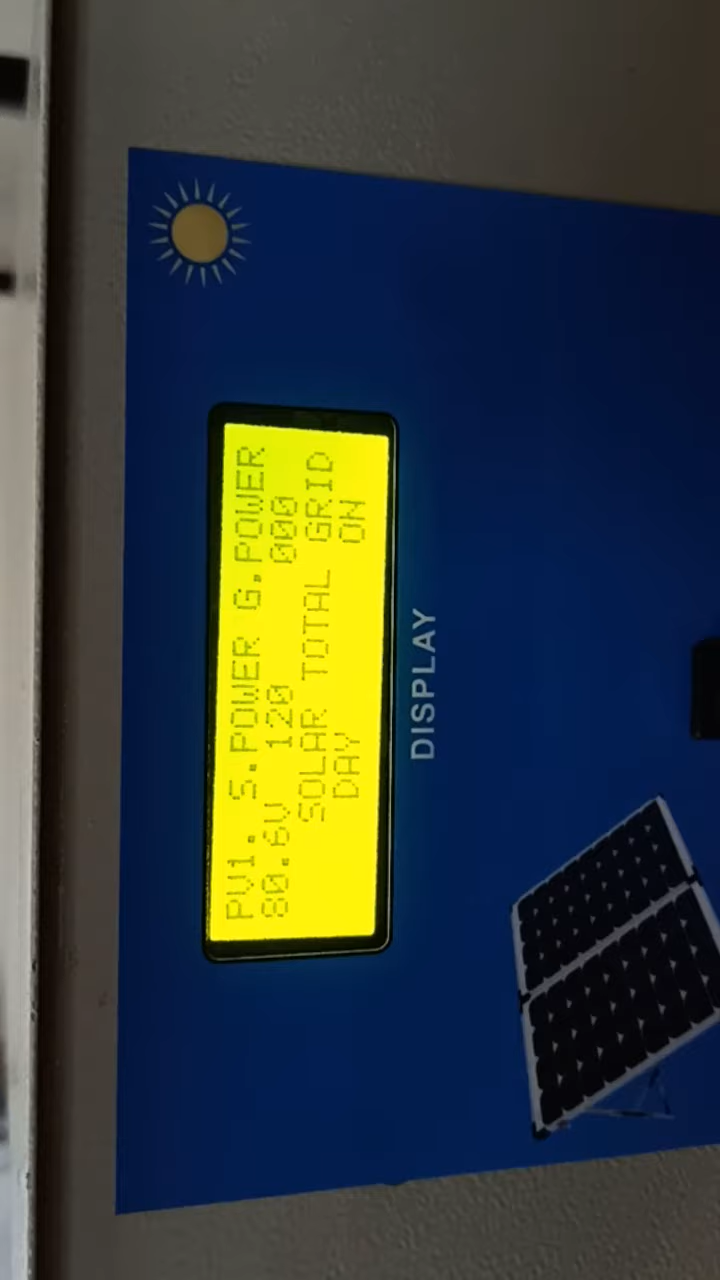 PV1. S.POWER G.POWER
80.6V 120 000
SOLAR TOTAL GRID
DAY ON
DISPLAY